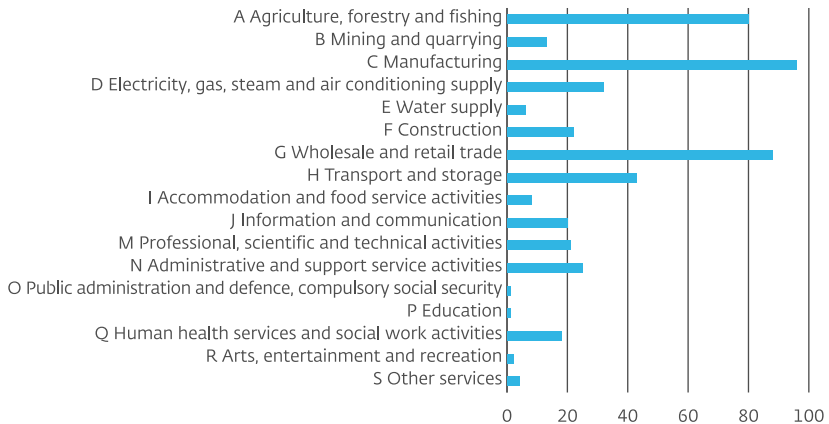 A Agriculture, forestry and fishing
B Mining and quarrying
C Manufacturing
D Electricity, gas, steam and air conditioning supply
E Water supply
F Construction
G Wholesale and retail trade
H Transport and storage
I Accommodation and food service activities
J Information and communication
M Professional, scientific and technical activities
N Administrative and support service activities
O Public administration and defence, compulsory social security
P Education
Q Human health services and social work activities
R Arts, entertainment and recreation
S Other services
0 20 40 60 80 100